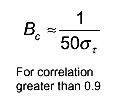 B_c ≈ 1/50σ_τ
For correlation
greater than 0.9